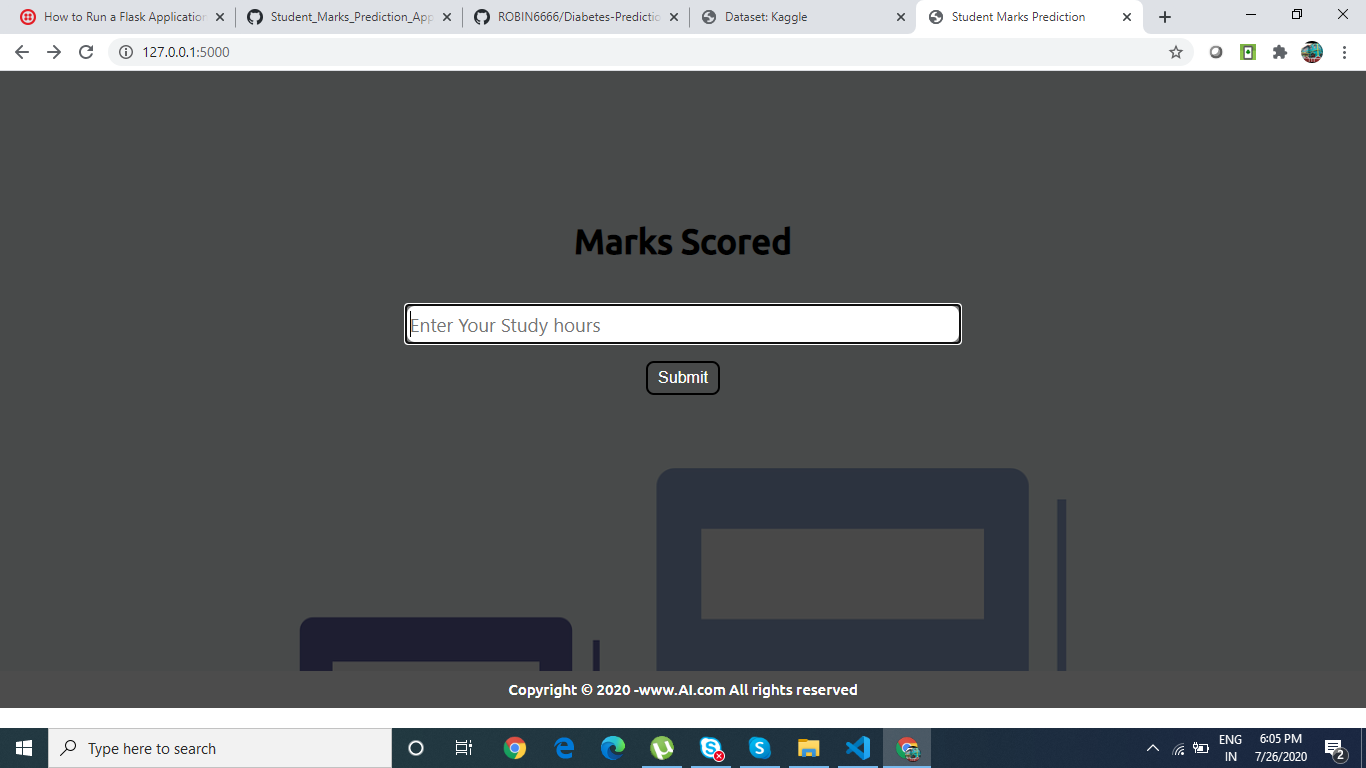 How to Run a Flask Application
Student_Marks_Prediction_App
ROBIN6666/Diabetes-Prediction
Dataset: Kaggle
Student Marks Prediction
127.0.0.1:5000
Marks Scored
Enter Your Study hours
Submit
Copyright © 2020 -www.AI.com All rights reserved
Type here to search
ENG
IN
6:05 PM
7/26/2020
2